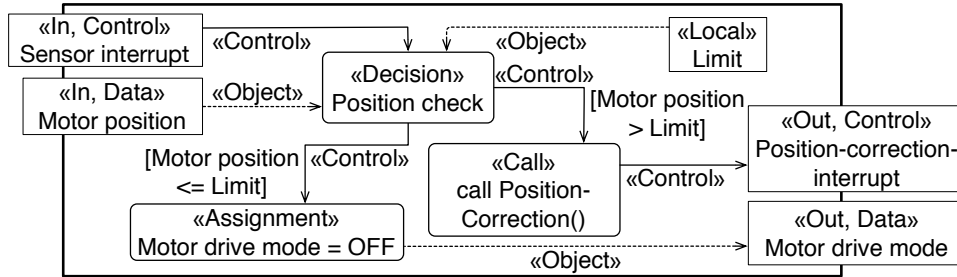 «In, Control»
Sensor interrupt
«Control»
«Object»
«Local»
Limit
«Decision»
Position check
«Control»
«In, Data»
Motor position
«Object»
[Motor position
> Limit]
«Out, Control»
Position-correction-
interrupt
[Motor position
<= Limit]
«Control»
«Call»
call Position-
Correction()
«Control»
«Assignment»
Motor drive mode = OFF
«Object»
«Out, Data»
Motor drive mode